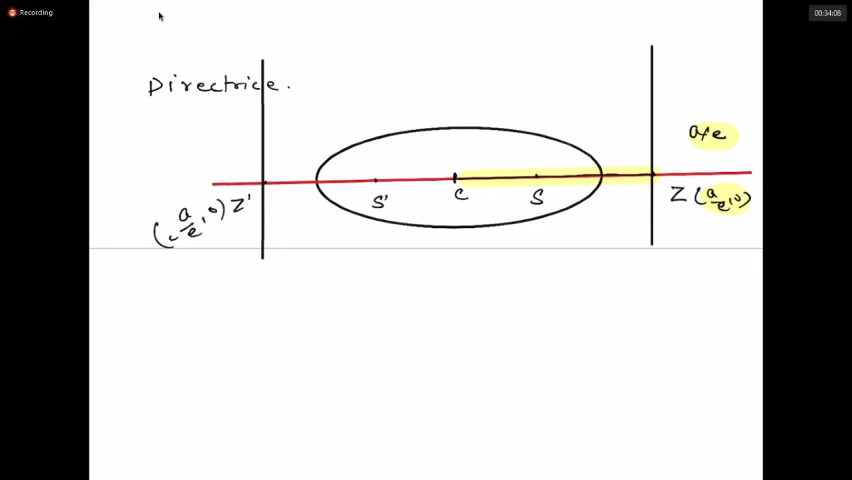 Recording
00:34:08
Directrice.
a/e
S' C S Z (a/e, 0)
(-a/e, 0) Z'